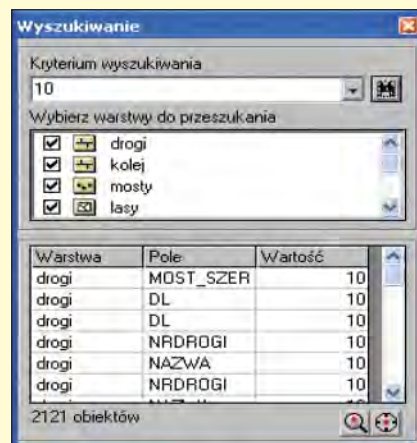 Wyszukiwanie
Kryterium wyszukiwania
10
Wybierz warstwy do przeszukania
drogi
kolej
mosty
lasy
Warstwa Pole Wartość
drogi MOST_SZER 10
drogi DL 10
drogi DL 10
drogi NRDROGI 10
drogi NAZWA 10
drogi NRDROGI 10
2121 obiektów